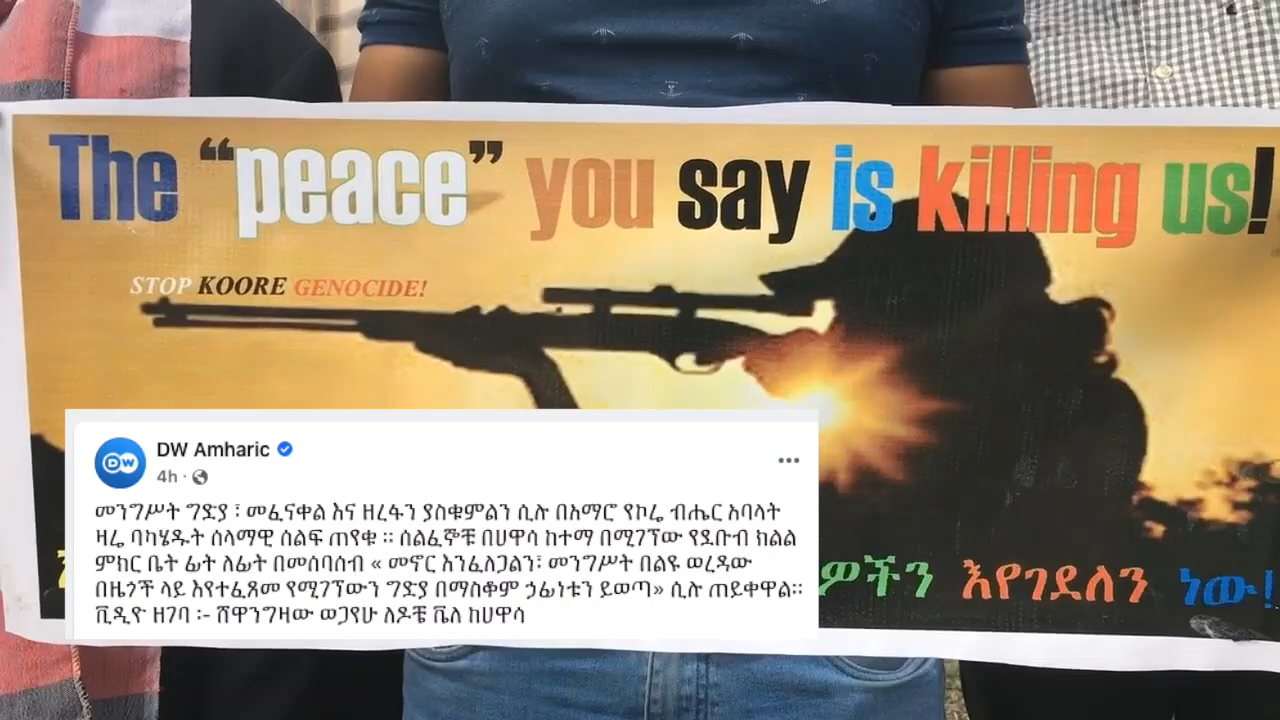 The “peace” you say is killing us!
STOP KOORE GENOCIDE!
DW Amharic
4h
መንግሥት ግድያ ፣ መፈናቀል እና ዘረፋን ያስቁምልን ሲሉ በአማሮ የኮሬ ብሔር አባላት
ዛሬ ባካሄዱት ሰላማዊ ሰልፍ ጠየቁ ። ሰልፈኞቹ በሀዋሳ ከተማ በሚገኘው የደቡብ ክልል
ምክር ቤት ፊት ለፊት በመሰባሰብ « መኖር እንፈለጋልን፣ መንግሥት በልዩ ወረዳው
በዜጎች ላይ እየተፈጸመ የሚገኘውን ግድያ በማስቆም ኃፊነቱን ይወጣ» ሲሉ ጠይቀዋል።
ቪዲዮ ዘገባ ፡- ሸዋንግዛው ወጋየሁ ለዶቼ ቬለ ከሀዋሳ
ዎችን እየገደለን ነው!